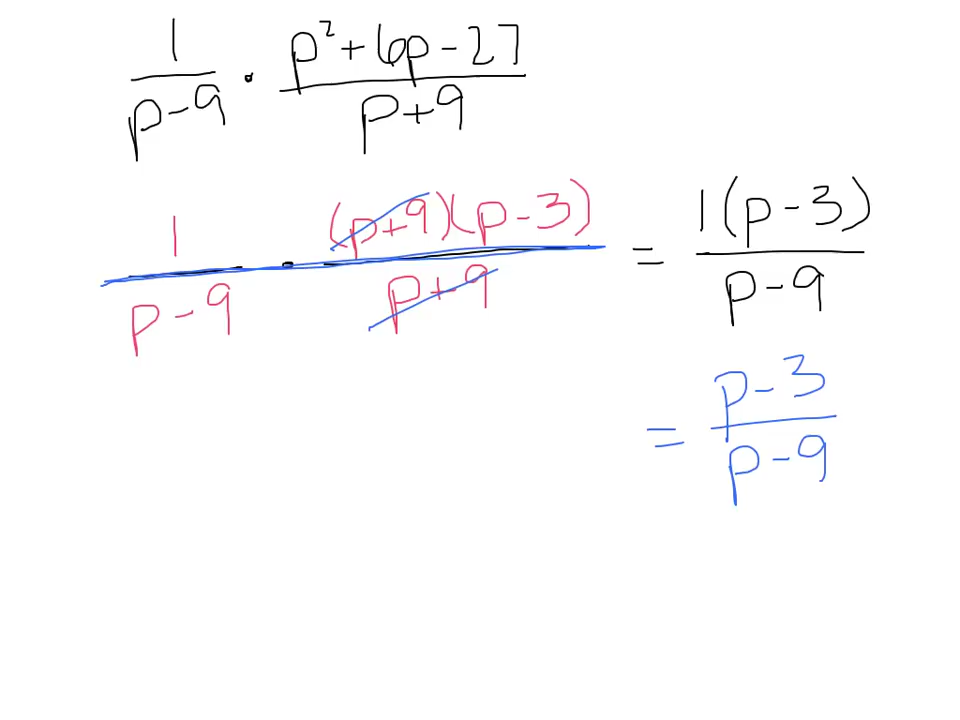 1/(p-9) · (p²+6p-27)/(p+9)
1/(p-9) · (p+9)(p-3)/(p+9) = 1(p-3)/(p-9)
= (p-3)/(p-9)